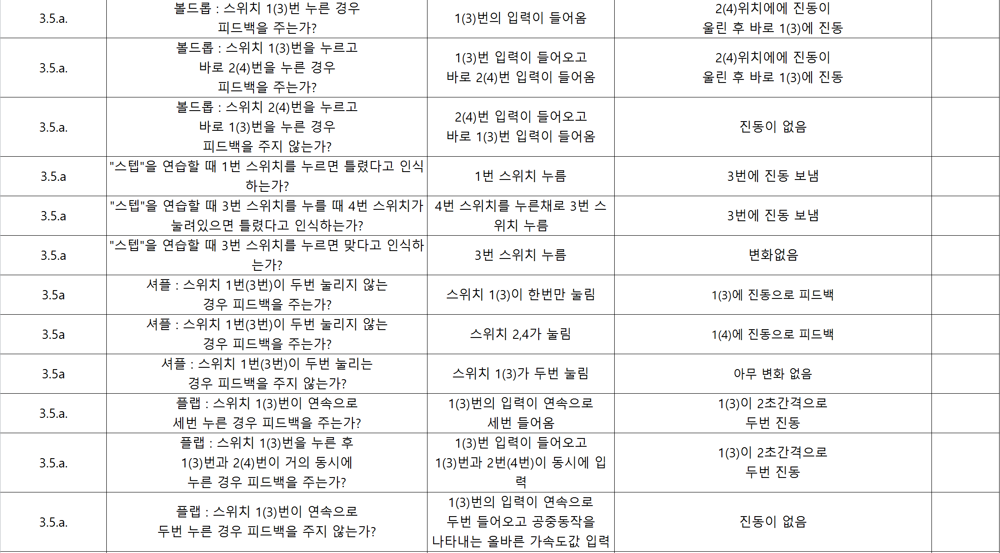 3.5.a.
볼드롭 : 스위치 1(3)번 누른 경우
피드백을 주는가?
1(3)번의 입력이 들어옴
2(4)위치에에 진동이
울린 후 바로 1(3)에 진동
3.5.a.
볼드롭 : 스위치 1(3)번을 누르고
바로 2(4)번을 누른 경우
피드백을 주는가?
1(3)번 입력이 들어오고
바로 2(4)번 입력이 들어옴
2(4)위치에에 진동이
울린 후 바로 1(3)에 진동
3.5.a.
볼드롭 : 스위치 2(4)번을 누르고
바로 1(3)번을 누른 경우
피드백을 주지 않는가?
2(4)번 입력이 들어오고
바로 1(3)번 입력이 들어옴
진동이 없음
3.5.a
"스텝"을 연습할 때 1번 스위치를 누르면 틀렸다고 인식
하는가?
1번 스위치 누름
3번에 진동 보냄
3.5.a
"스텝"을 연습할 때 3번 스위치를 누를 때 4번 스위치가
눌려있으면 틀렸다고 인식하는가?
4번 스위치를 누른채로 3번 스
위치 누름
3번에 진동 보냄
3.5.a
"스텝"을 연습할 때 3번 스위치를 누르면 맞다고 인식하
는가?
3번 스위치 누름
변화없음
3.5a
셔플 : 스위치 1번(3번)이 두번 눌리지 않는
경우 피드백을 주는가?
스위치 1(3)이 한번만 눌림
1(3)에 진동으로 피드백
3.5a
셔플 : 스위치 1번(3번)이 두번 눌리지 않는
경우 피드백을 주는가?
스위치 2,4가 눌림
1(4)에 진동으로 피드백
3.5a
셔플 : 스위치 1번(3번)이 두번 눌리는
경우 피드백을 주지 않는가?
스위치 1(3)가 두번 눌림
아무 변화 없음
3.5.a.
플랩 : 스위치 1(3)번이 연속으로
세번 누른 경우 피드백을 주는가?
1(3)번의 입력이 연속으로
세번 들어옴
1(3)이 2초간격으로
두번 진동
3.5.a.
플랩 : 스위치 1(3)번을 누른 후
1(3)번과 2(4)번이 거의 동시에
누른 경우 피드백을 주는가?
1(3)번 입력이 들어오고
1(3)번과 2번(4번)이 동시에 입
력
1(3)이 2초간격으로
두번 진동
3.5.a.
플랩 : 스위치 1(3)번이 연속으로
두번 누른 경우 피드백을 주지 않는가?
1(3)번의 입력이 연속으로
두번 들어오고 공중동작을
나타내는 올바른 가속도값 입력
진동이 없음